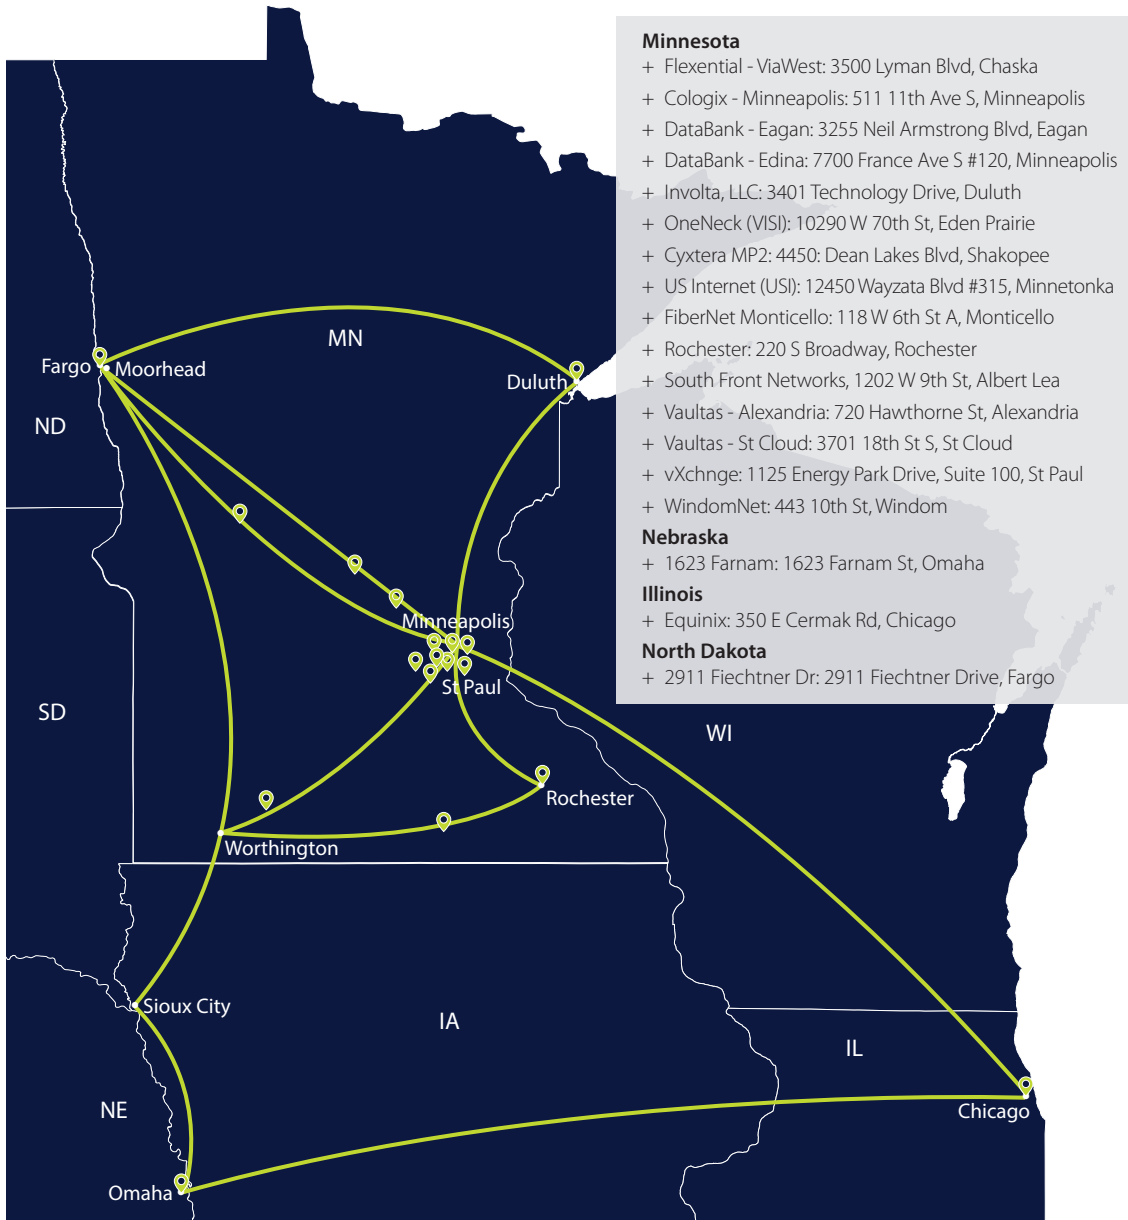 Minnesota
+ Flexential - ViaWest: 3500 Lyman Blvd, Chaska
+ Cologix - Minneapolis: 511 11th Ave S, Minneapolis
+ DataBank - Eagan: 3255 Neil Armstrong Blvd, Eagan
+ DataBank - Edina: 7700 France Ave S #120, Minneapolis
+ Involta, LLC: 3401 Technology Drive, Duluth
+ OneNeck (VISI): 10290 W 70th St, Eden Prairie
+ Cyxtera MP2: 4450: Dean Lakes Blvd, Shakopee
+ US Internet (USI): 12450 Wayzata Blvd #315, Minnetonka
+ FiberNet Monticello: 118 W 6th St A, Monticello
+ Rochester: 220 S Broadway, Rochester
+ South Front Networks, 1202 W 9th St, Albert Lea
+ Vaultas - Alexandria: 720 Hawthorne St, Alexandria
+ Vaultas - St Cloud: 3701 18th St S, St Cloud
+ vXchnge: 1125 Energy Park Drive, Suite 100, St Paul
+ WindomNet: 443 10th St, Windom
Nebraska
+ 1623 Farnam: 1623 Farnam St, Omaha
Illinois
+ Equinix: 350 E Cermak Rd, Chicago
North Dakota
+ 2911 Fiechtner Dr: 2911 Fiechtner Drive, Fargo
MN
Fargo
Moorhead
Duluth
ND
Minneapolis
St Paul
SD
WI
Rochester
Worthington
Sioux City
IA
IL
NE
Chicago
Omaha